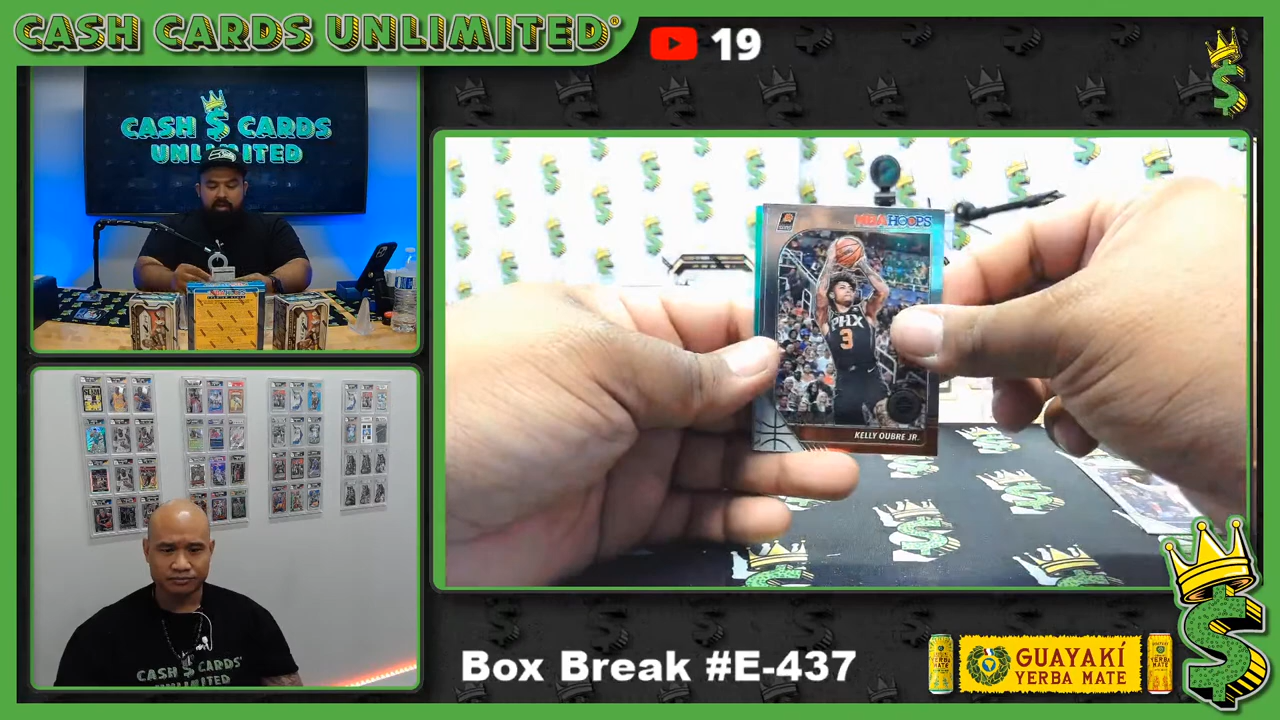 CASH CARDS UNLIMITED®
19
CASH $ CARDS
UNLIMITED
NBA HOOPS
PHX
3
KELLY OUBRE JR.
CASH CARDS
UNLIMITED
Box Break #E-437
GUAYAKÍ
YERBA MATE